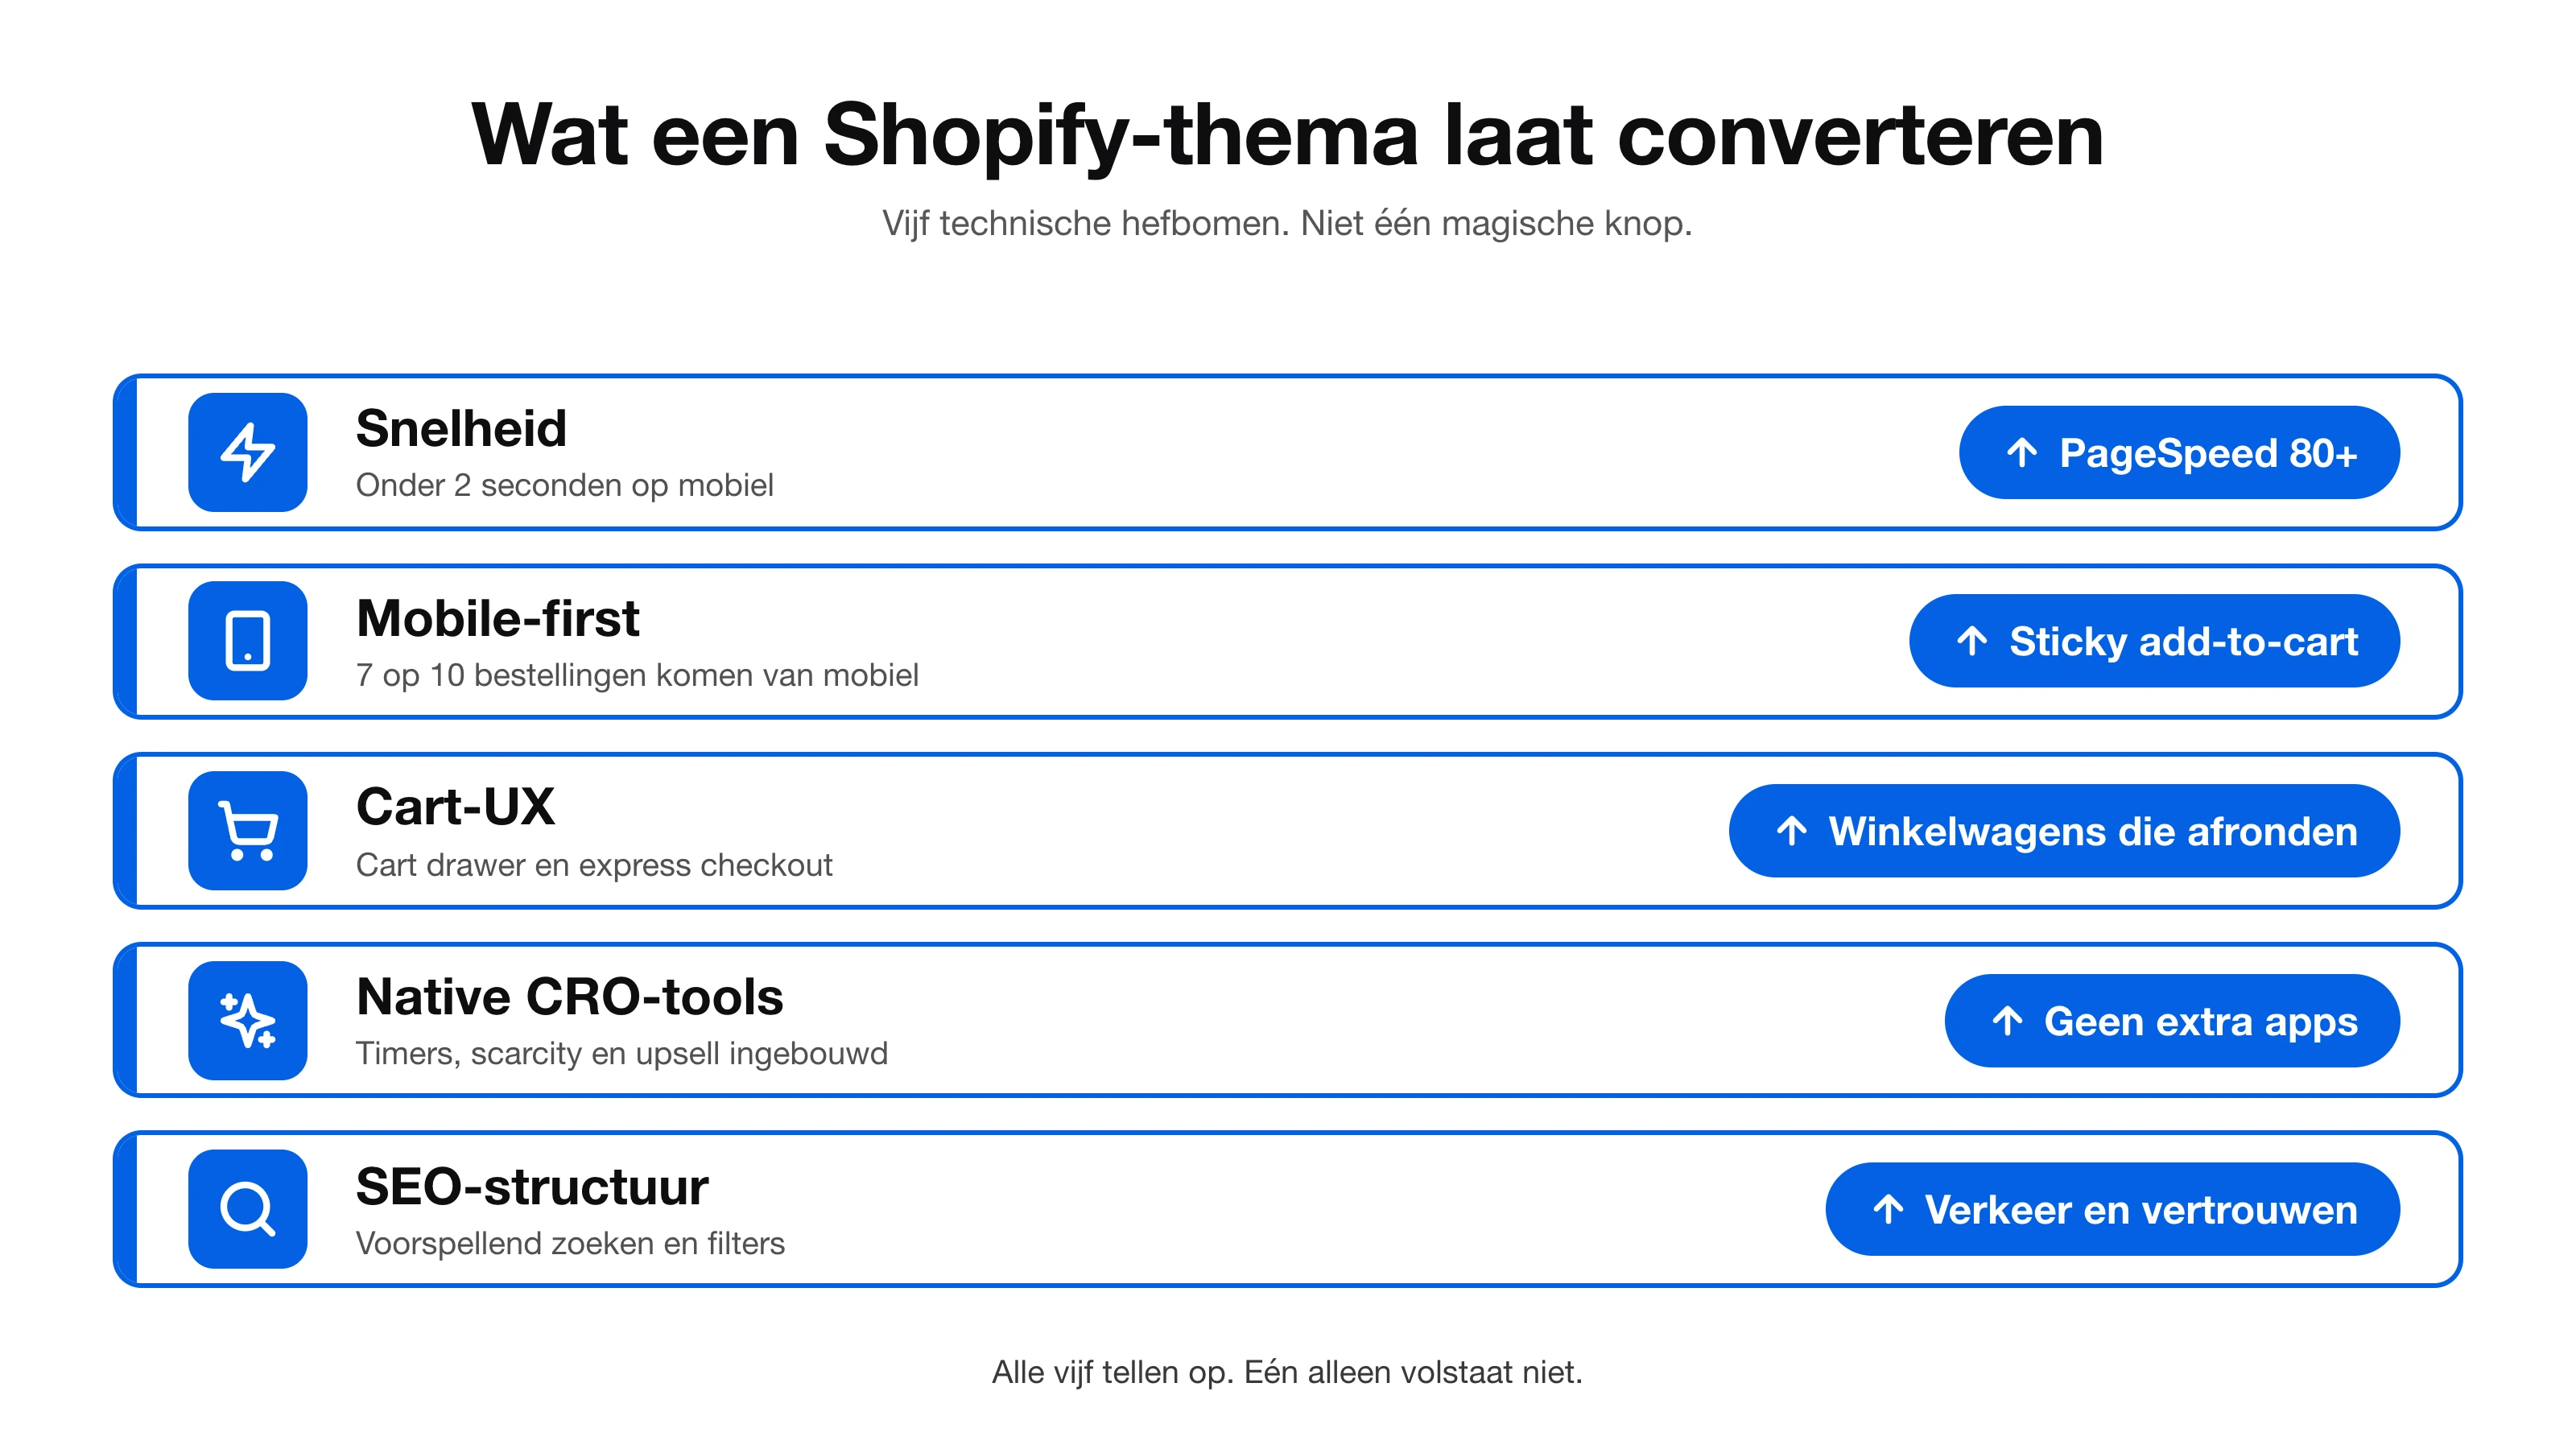 Wat een Shopify-thema laat converteren
Vijf technische hefbomen. Niet één magische knop.
Snelheid
Onder 2 seconden op mobiel
↑ PageSpeed 80+
Mobile-first
7 op 10 bestellingen komen van mobiel
↑ Sticky add-to-cart
Cart-UX
Cart drawer en express checkout
↑ Winkelwagens die afronden
Native CRO-tools
Timers, scarcity en upsell ingebouwd
↑ Geen extra apps
SEO-structuur
Voorspellend zoeken en filters
↑ Verkeer en vertrouwen
Alle vijf tellen op. Eén alleen volstaat niet.